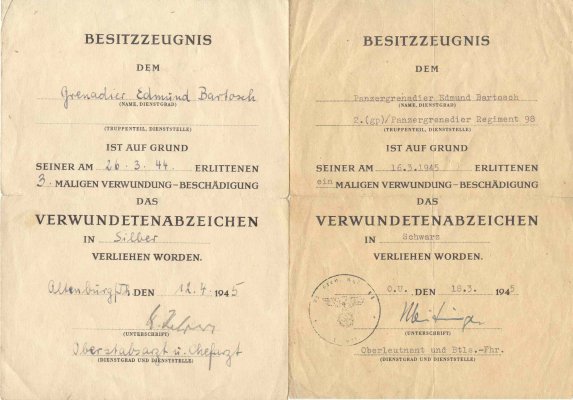 BESITZZEUGNIS
DEM
Grenadier Edmund Bartosch
(NAME, DIENSTGRAD)
(TRUPPENTEIL, DIENSTSTELLE)
IST AUF GRUND
SEINER AM 26.3.44. ERLITTENEN
3. MALIGEN VERWUNDUNG–BESCHÄDIGUNG
DAS
VERWUNDETENABZEICHEN
IN Silber
VERLIEHEN WORDEN.
Altenburg/Th. DEN 12.4. 1945
(UNTERSCHRIFT)
Oberstabsarzt u. Chefarzt
(DIENSTGRAD UND DIENSTSTELLE)
BESITZZEUGNIS
DEM
Panzergrenadier Edmund Bartosch
(NAME, DIENSTGRAD)
2.(gp)/Panzergrenadier Regiment 98
(TRUPPENTEIL, DIENSTSTELLE)
IST AUF GRUND
SEINER AM 16.3.1945 ERLITTENEN
ein MALIGEN VERWUNDUNG–BESCHÄDIGUNG
DAS
VERWUNDETENABZEICHEN
IN Schwarz
VERLIEHEN WORDEN.
O.U. DEN 18.3. 1945
(UNTERSCHRIFT)
Oberleutnant und Btls.-Fhr.
(DIENSTGRAD UND DIENSTSTELLE)